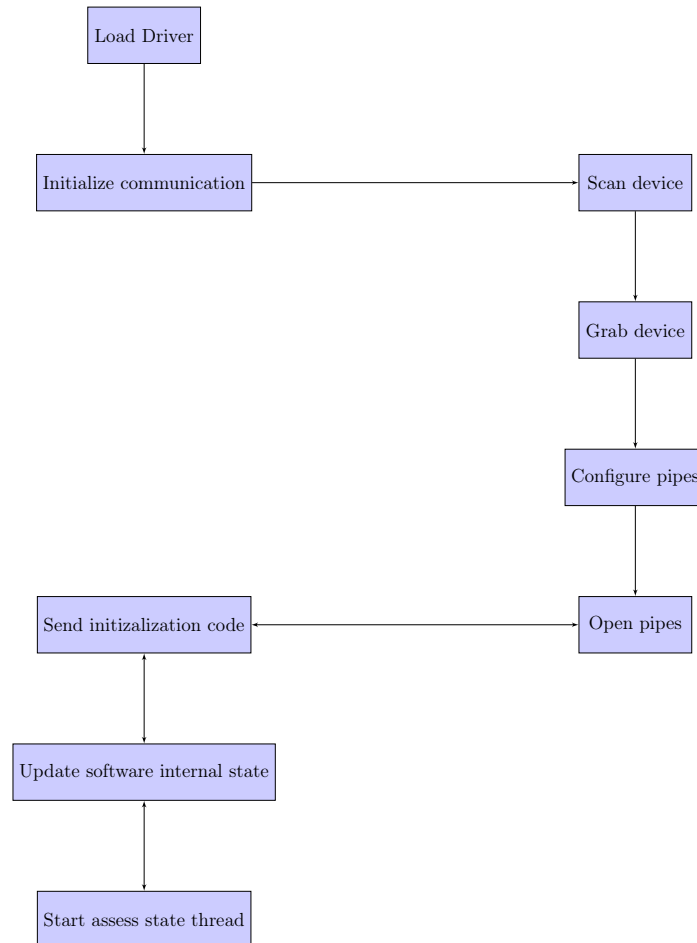 Load Driver
Initialize communication
Scan device
Grab device
Configure pipes
Send initizalization code
Open pipes
Update software internal state
Start assess state thread